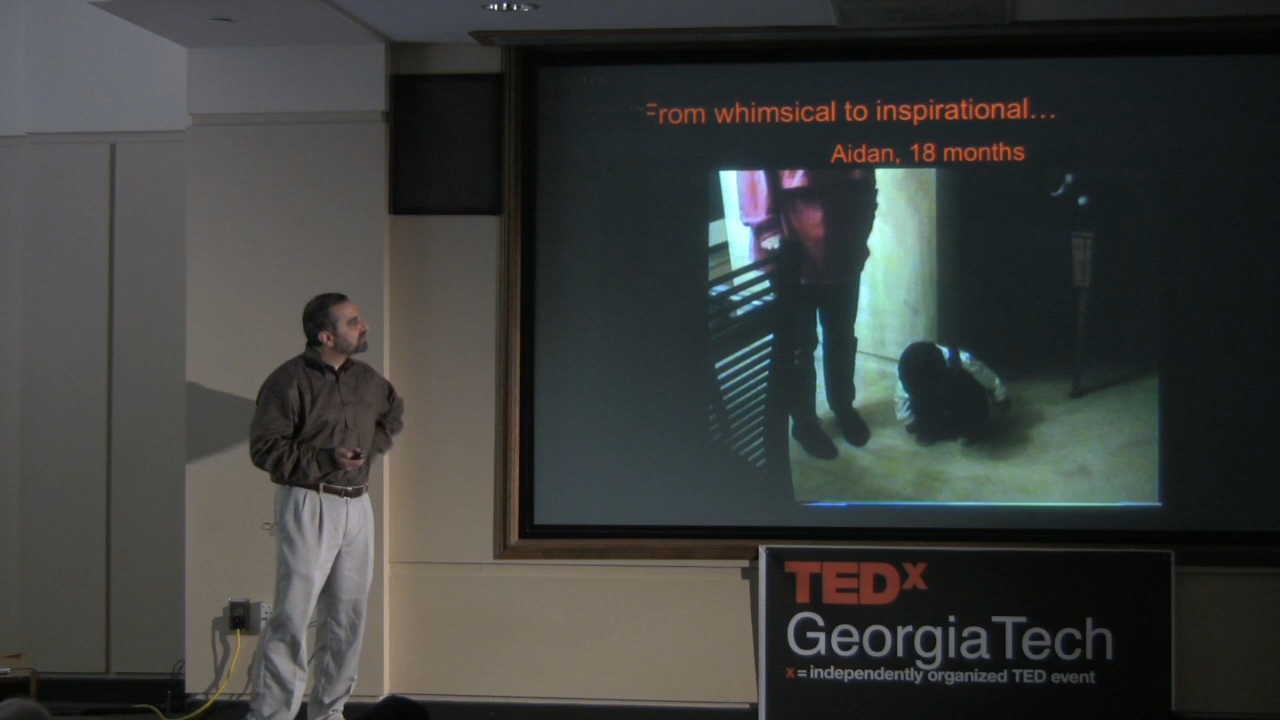 From whimsical to inspirational...
Aidan, 18 months
TEDx
GeorgiaTech
x = independently organized TED event